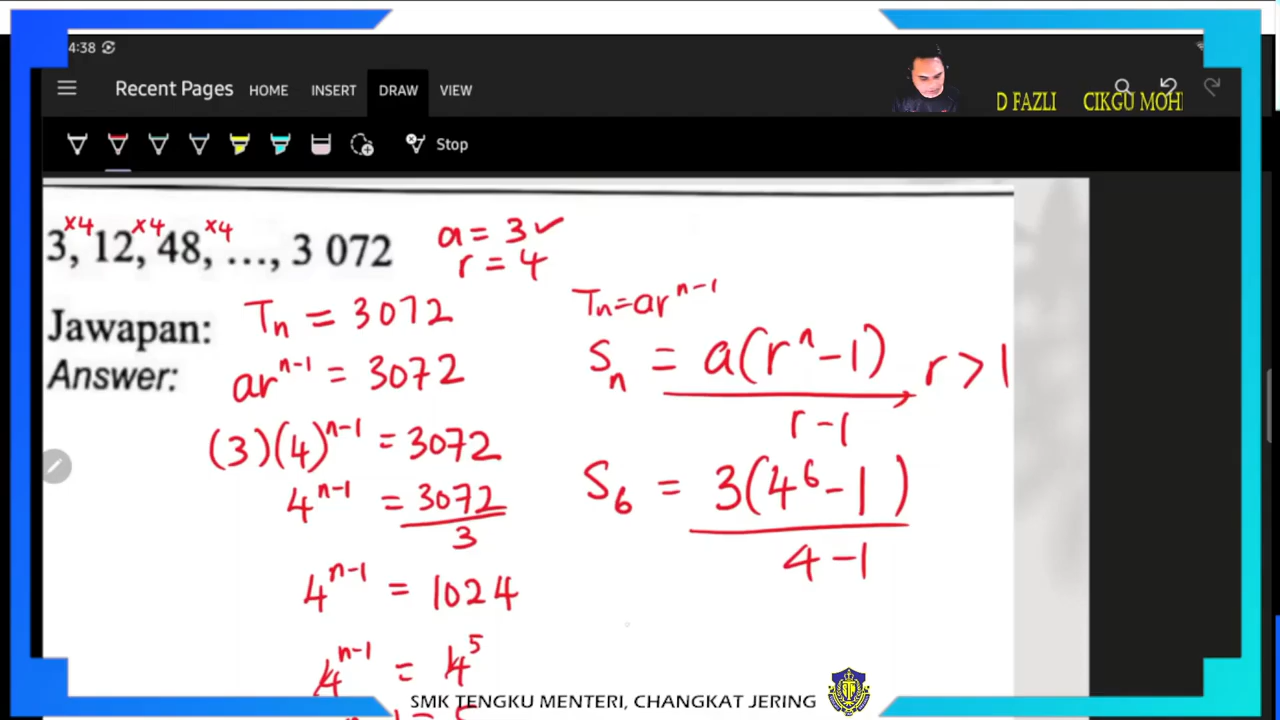 4:38
Recent Pages HOME INSERT DRAW VIEW
D FAZLI CIKGU MOH
Stop
×4 ×4 ×4
3, 12, 48, ..., 3 072
a = 3 ✓
r = 4
Jawapan:
Answer:
Tn = 3072
ar^(n-1) = 3072
(3)(4)^(n-1) = 3072
4^(n-1) = 3072/3
4^(n-1) = 1024
4^(n-1) = 4^5
n-1 = 5
Tn = ar^(n-1)
Sn = a(r^n - 1) / r - 1 r > 1
S6 = 3(4^6 - 1) / 4 - 1
SMK TENGKU MENTERI, CHANGKAT JERING